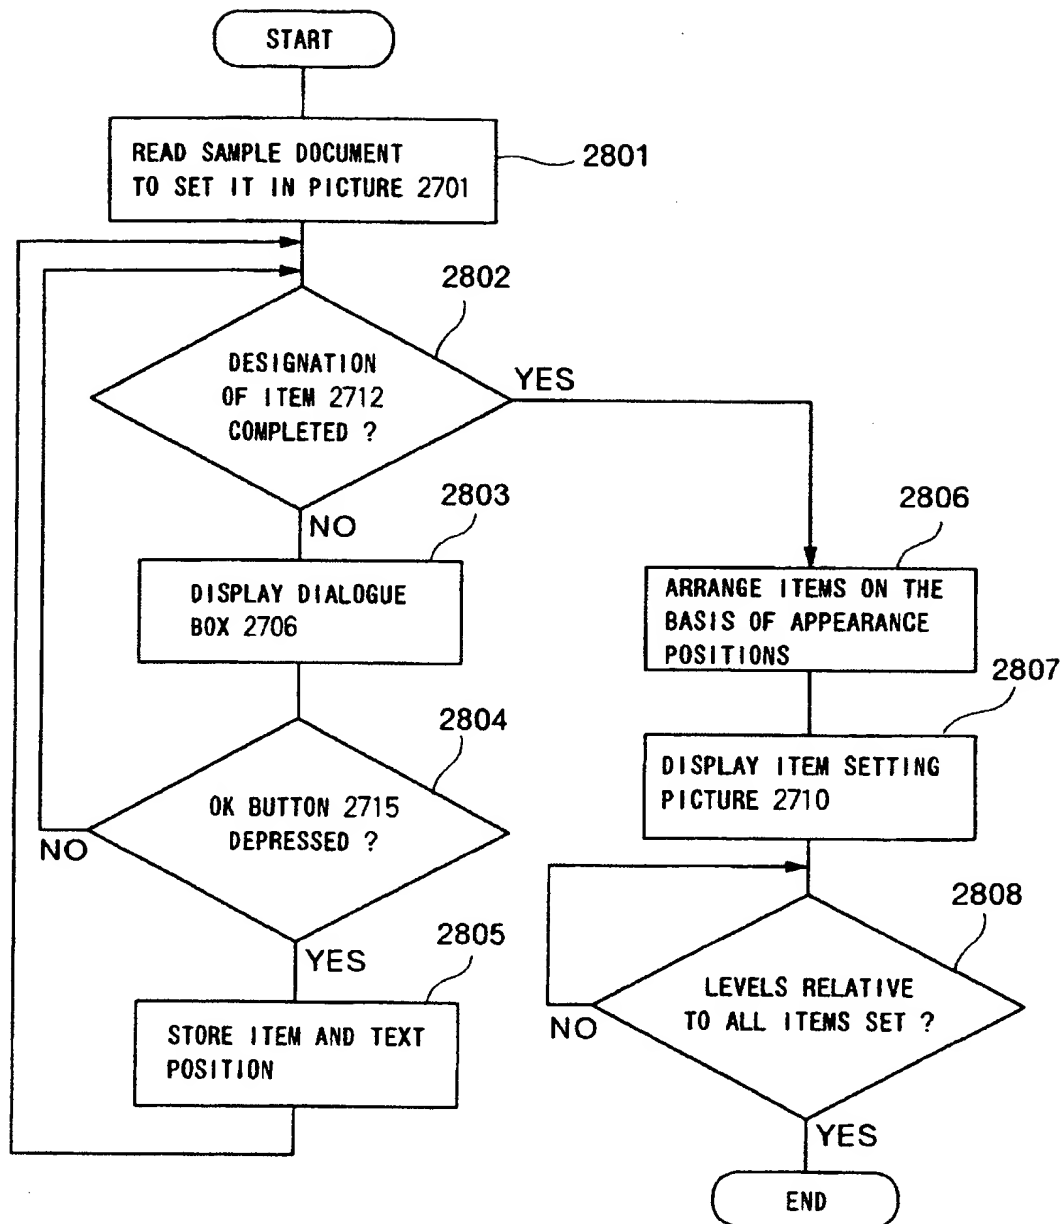 START
READ SAMPLE DOCUMENT
TO SET IT IN PICTURE 2701
2801
2802
DESIGNATION
OF ITEM 2712
COMPLETED ?
YES
NO
2803
DISPLAY DIALOGUE
BOX 2706
2804
OK BUTTON 2715
DEPRESSED ?
NO
YES
2805
STORE ITEM AND TEXT
POSITION
2806
ARRANGE ITEMS ON THE
BASIS OF APPEARANCE
POSITIONS
2807
DISPLAY ITEM SETTING
PICTURE 2710
2808
LEVELS RELATIVE
TO ALL ITEMS SET ?
NO
YES
END